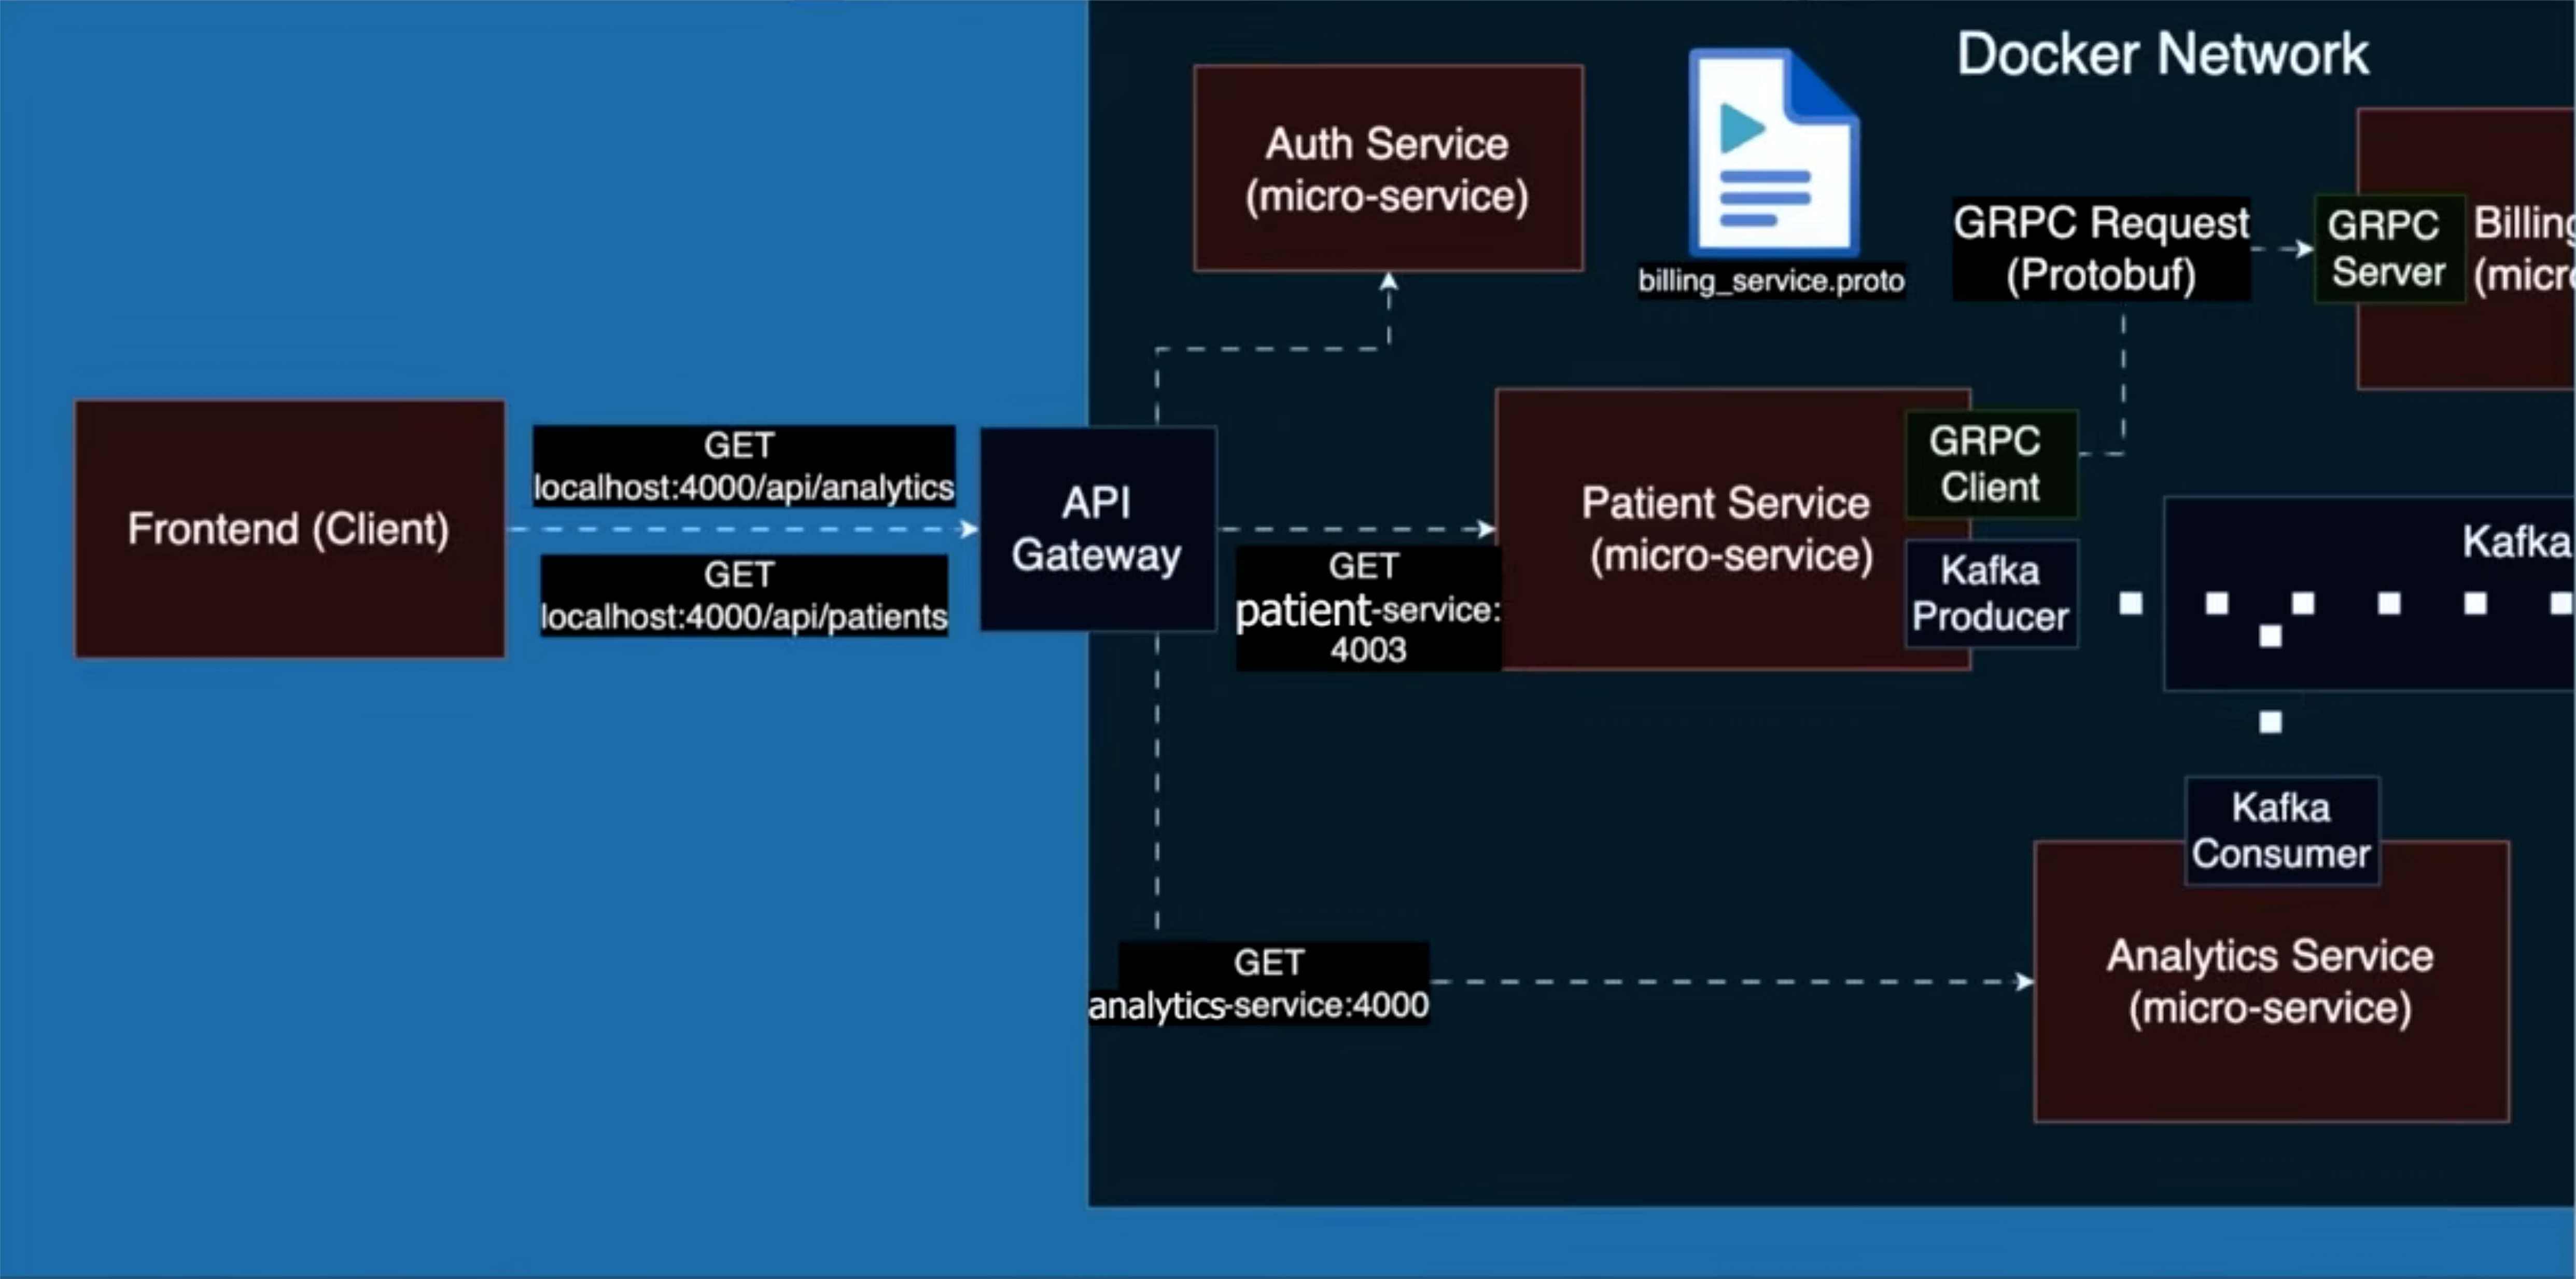 Docker Network
Auth Service
(micro-service)
billing_service.proto
GRPC Request
(Protobuf)
GRPC
Server
Frontend (Client)
GET
localhost:4000/api/analytics
GET
localhost:4000/api/patients
API
Gateway
GET
patient-service:
4003
Patient Service
(micro-service)
GRPC
Client
Kafka
Producer
Kafka
Kafka
Consumer
GET
analytics-service:4000
Analytics Service
(micro-service)